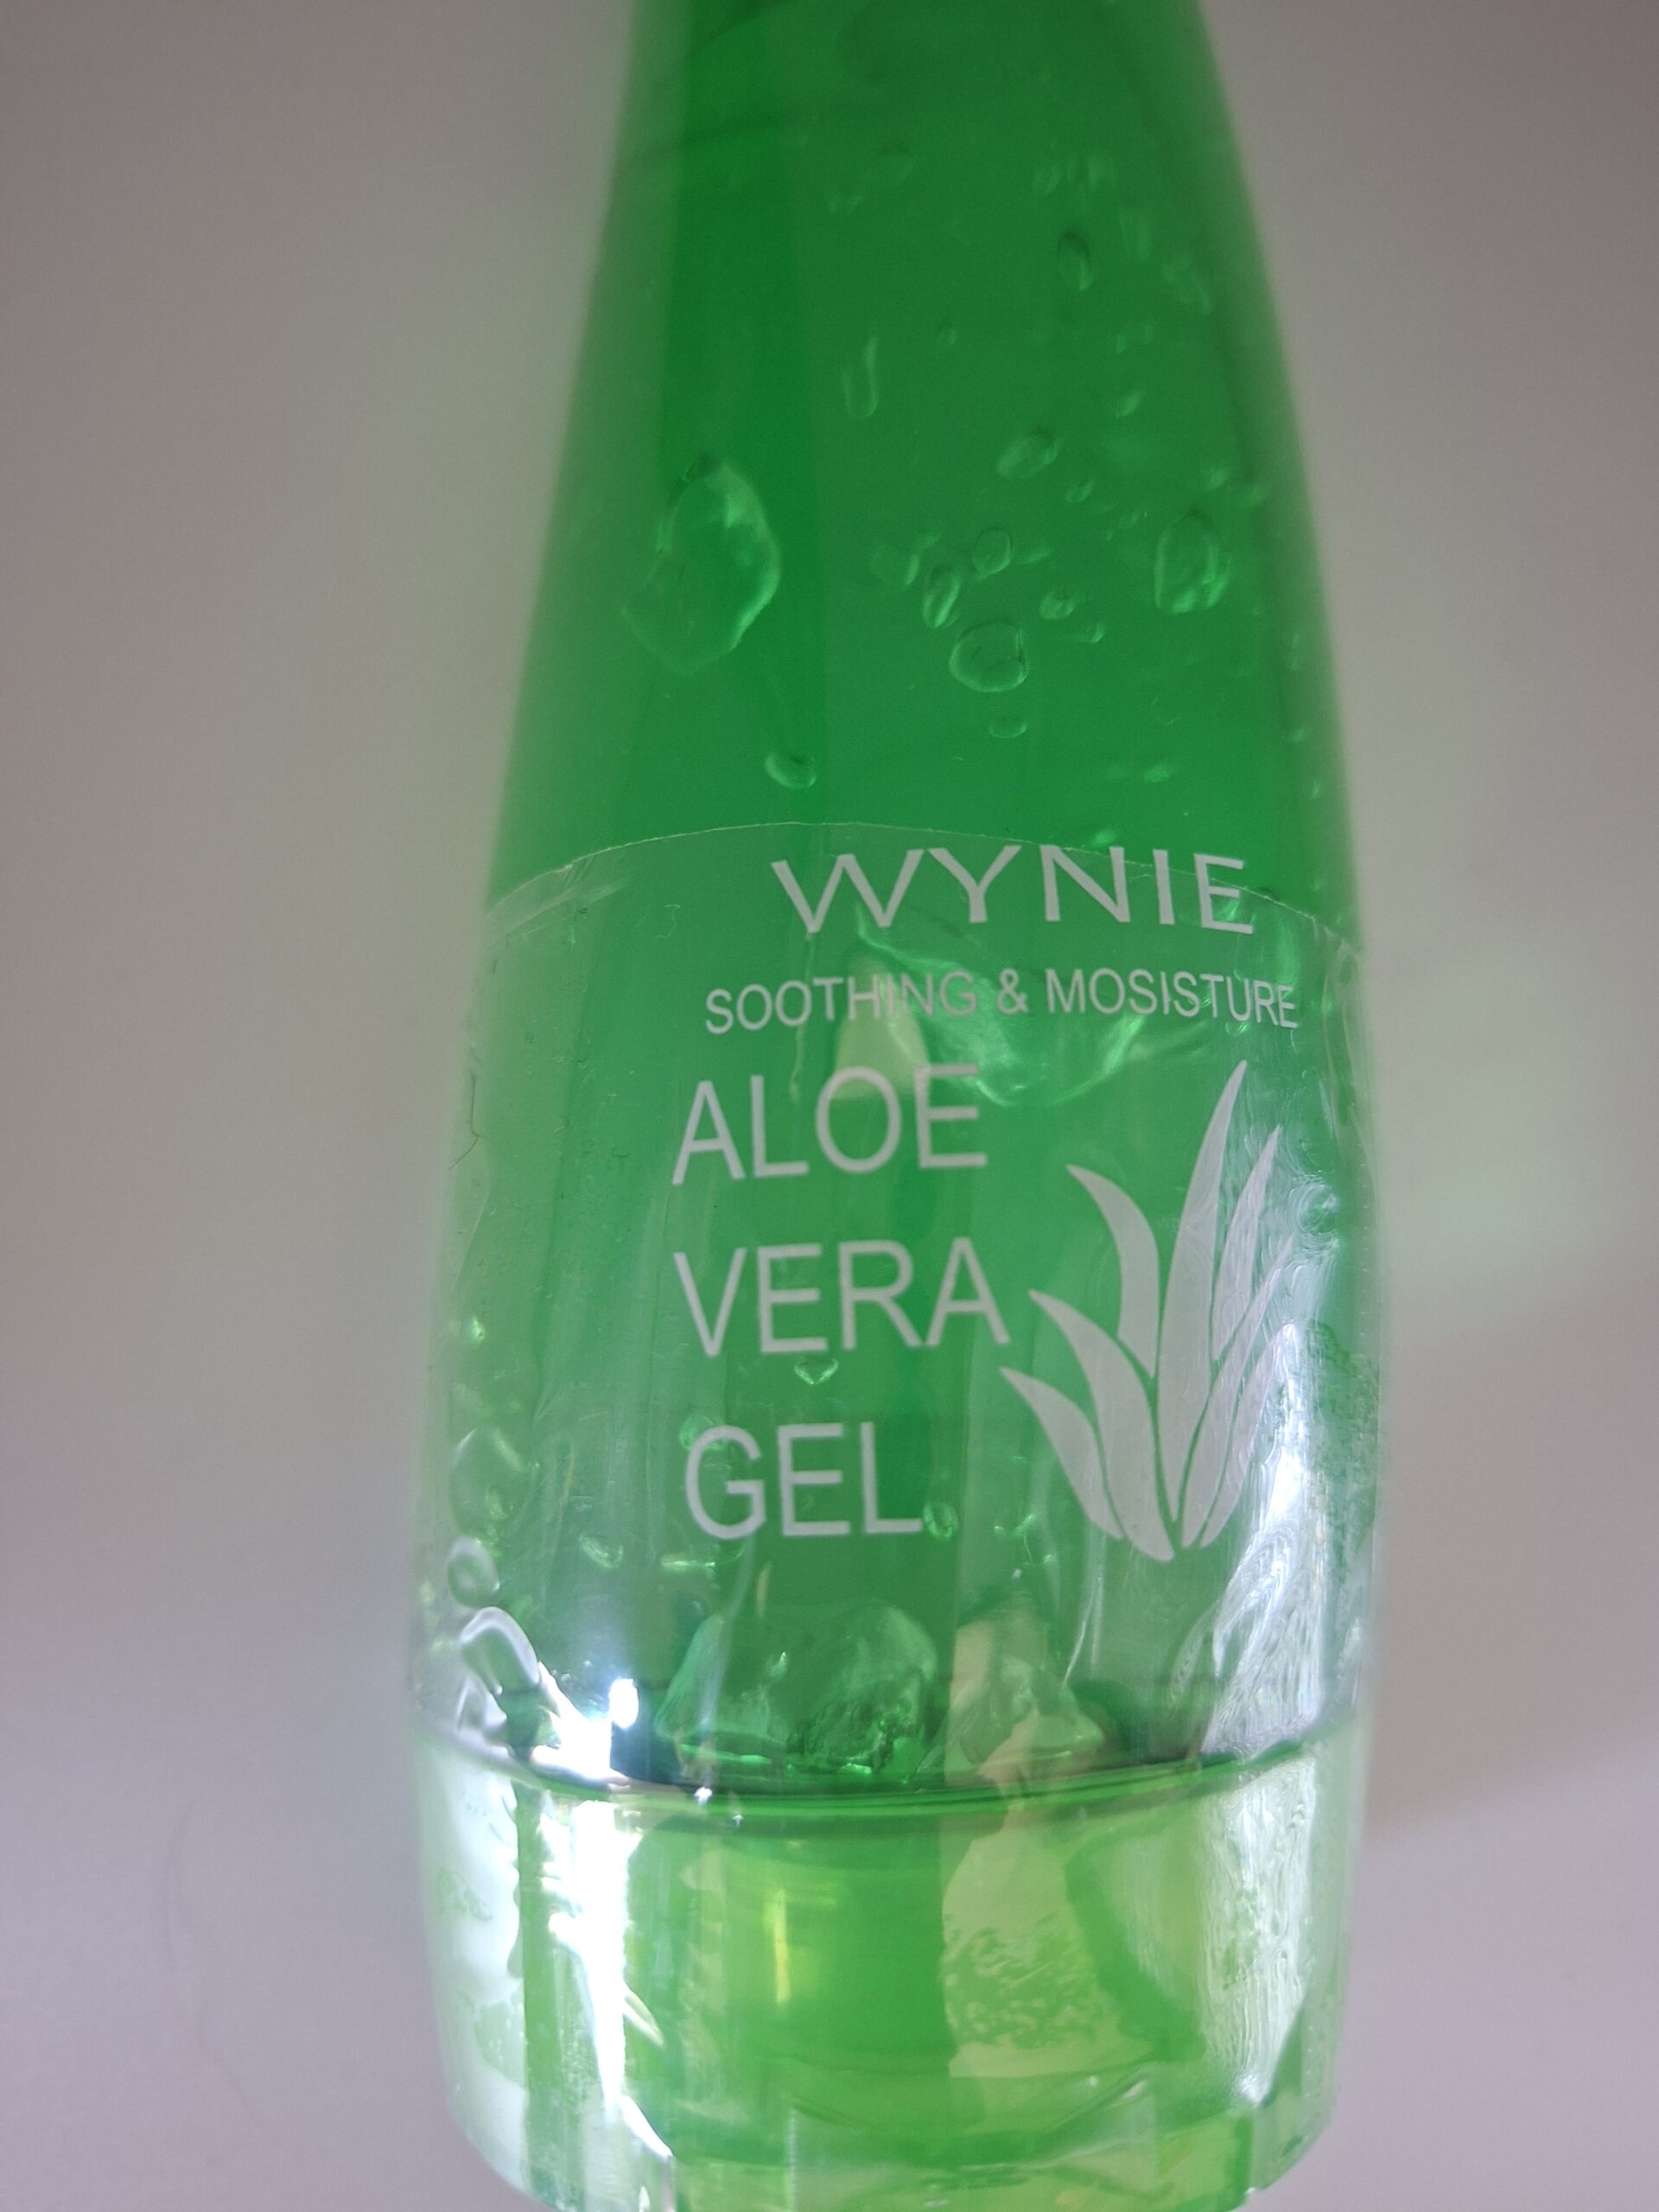 WYNIE
SOOTHING & MOSISTURE
ALOE
VERA
GEL